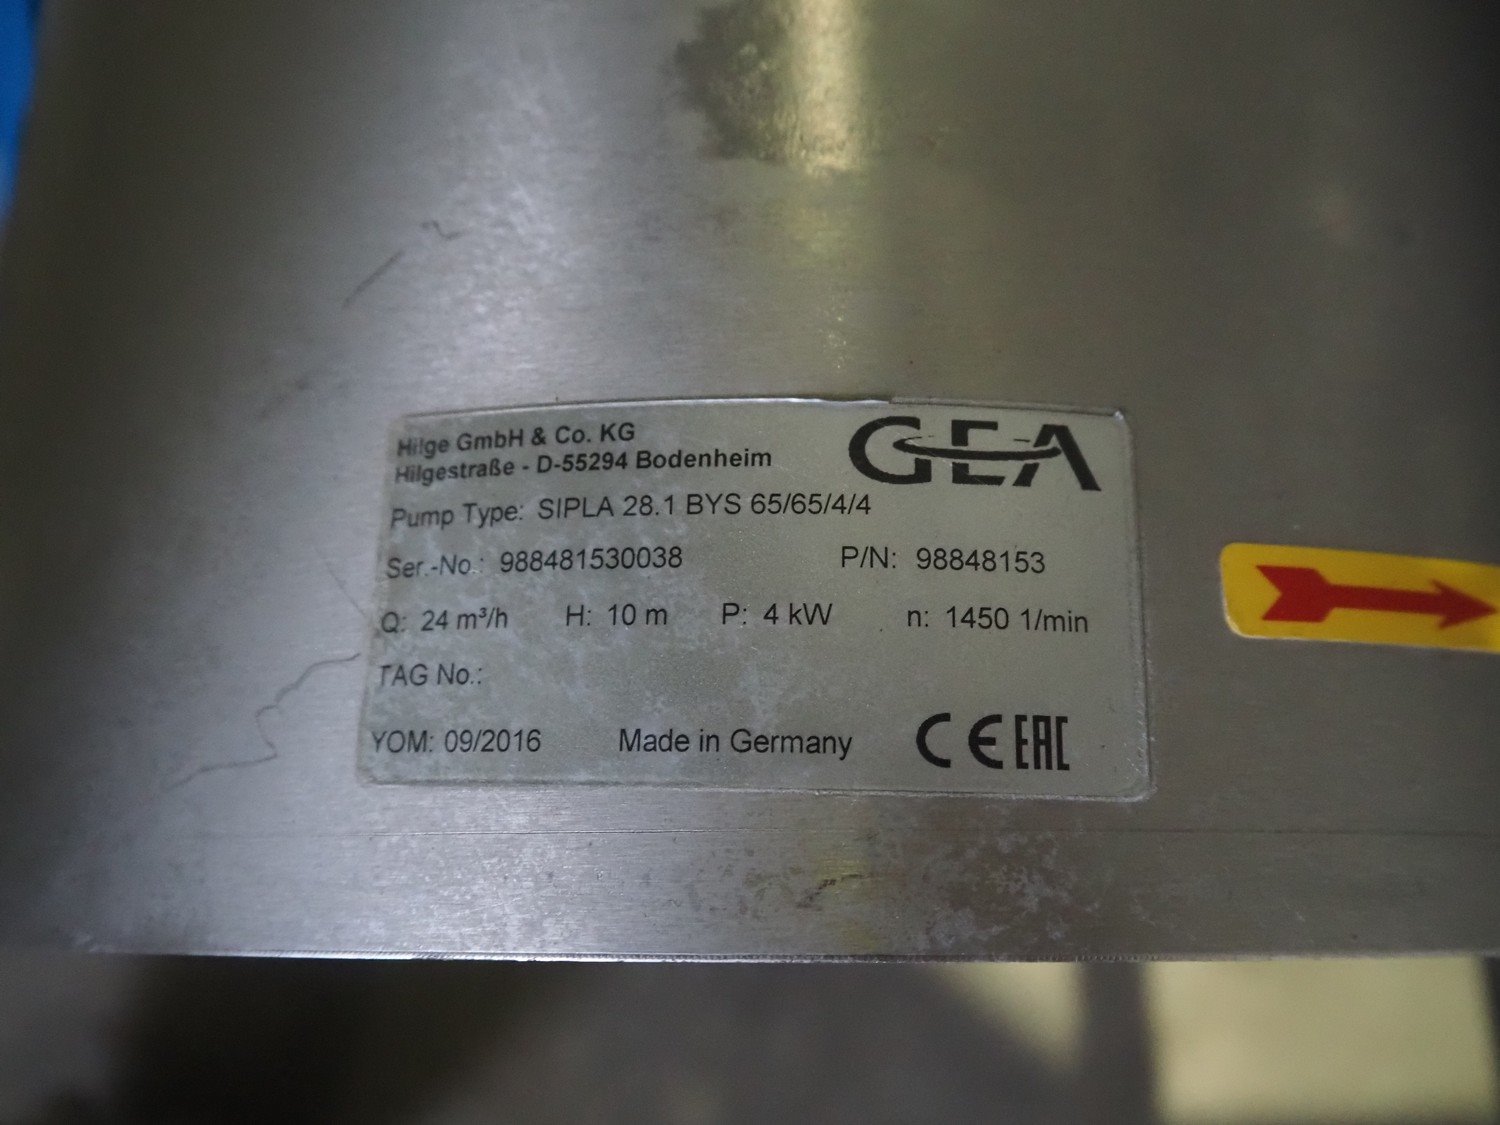 Hilge GmbH & Co. KG
Hilgestraße - D-55294 Bodenheim
GEA
Pump Type: SIPLA 28.1 BYS 65/65/4/4
Ser.-No.: 988481530038 P/N: 98848153
Q: 24 m³/h H: 10 m P: 4 kW n: 1450 1/min
TAG No.:
YOM: 09/2016 Made in Germany CE EAC